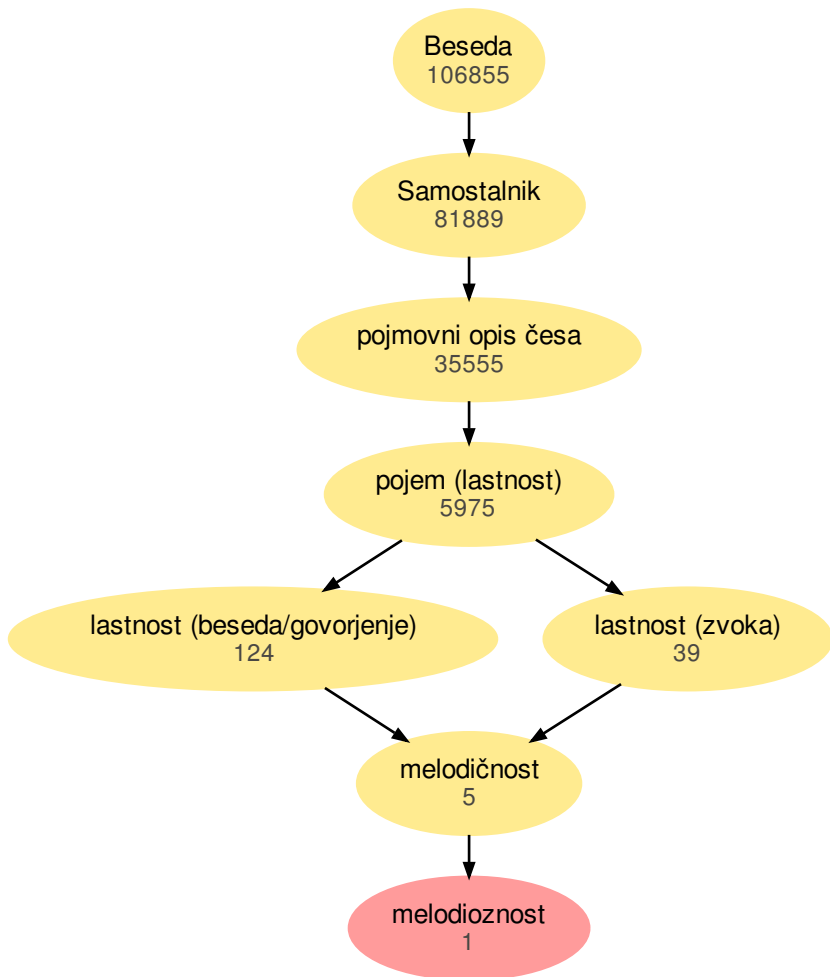 Beseda
106855
Samostalnik
81889
pojmovni opis česa
35555
pojem (lastnost)
5975
lastnost (beseda/govorjenje)
124
lastnost (zvoka)
39
melodičnost
5
melodioznost
1